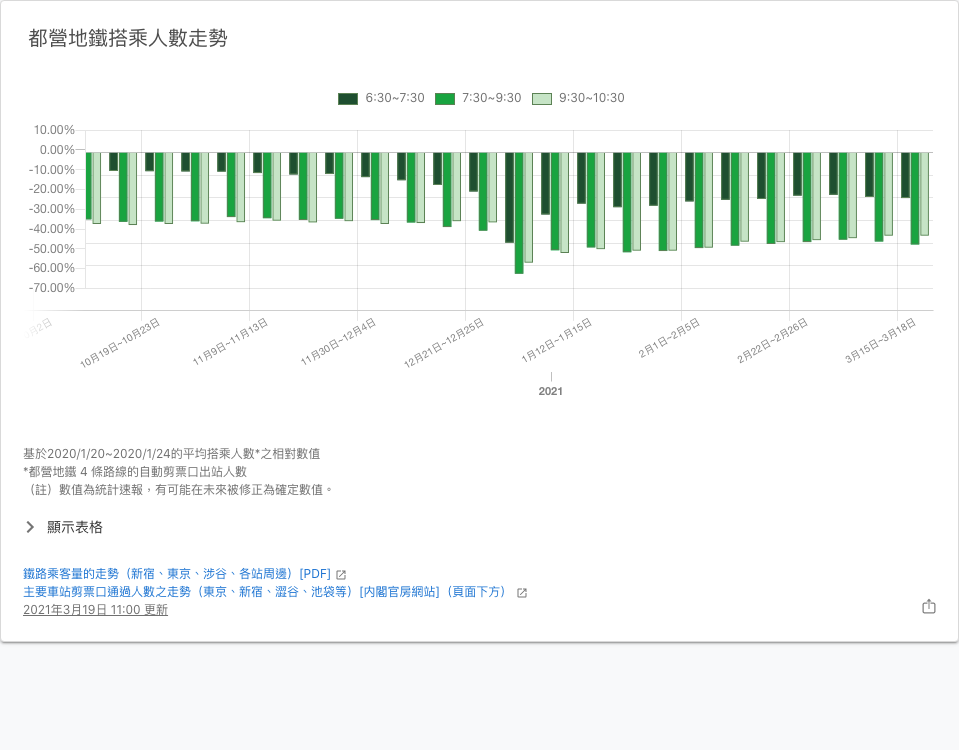 都營地鐵搭乘人數走勢
6:30~7:30 7:30~9:30 9:30~10:30
10.00%
0.00%
-10.00%
-20.00%
-30.00%
-40.00%
-50.00%
-60.00%
-70.00%
月2日
10月19日~10月23日
11月9日~11月13日
11月30日~12月4日
12月21日~12月25日
1月12日~1月15日
2月1日~2月5日
2月22日~2月26日
3月15日~3月18日
2021
基於2020/1/20~2020/1/24的平均搭乘人數*之相對數值
*都營地鐵 4 條路線的自動剪票口出站人數
（註）數值為統計速報，有可能在未來被修正為確定數值。
顯示表格
鐵路乘客量的走勢（新宿、東京、涉谷、各站周邊）[PDF]
主要車站剪票口通過人數之走勢（東京、新宿、澀谷、池袋等）[内閣官房網站]（頁面下方）
2021年3月19日 11:00 更新